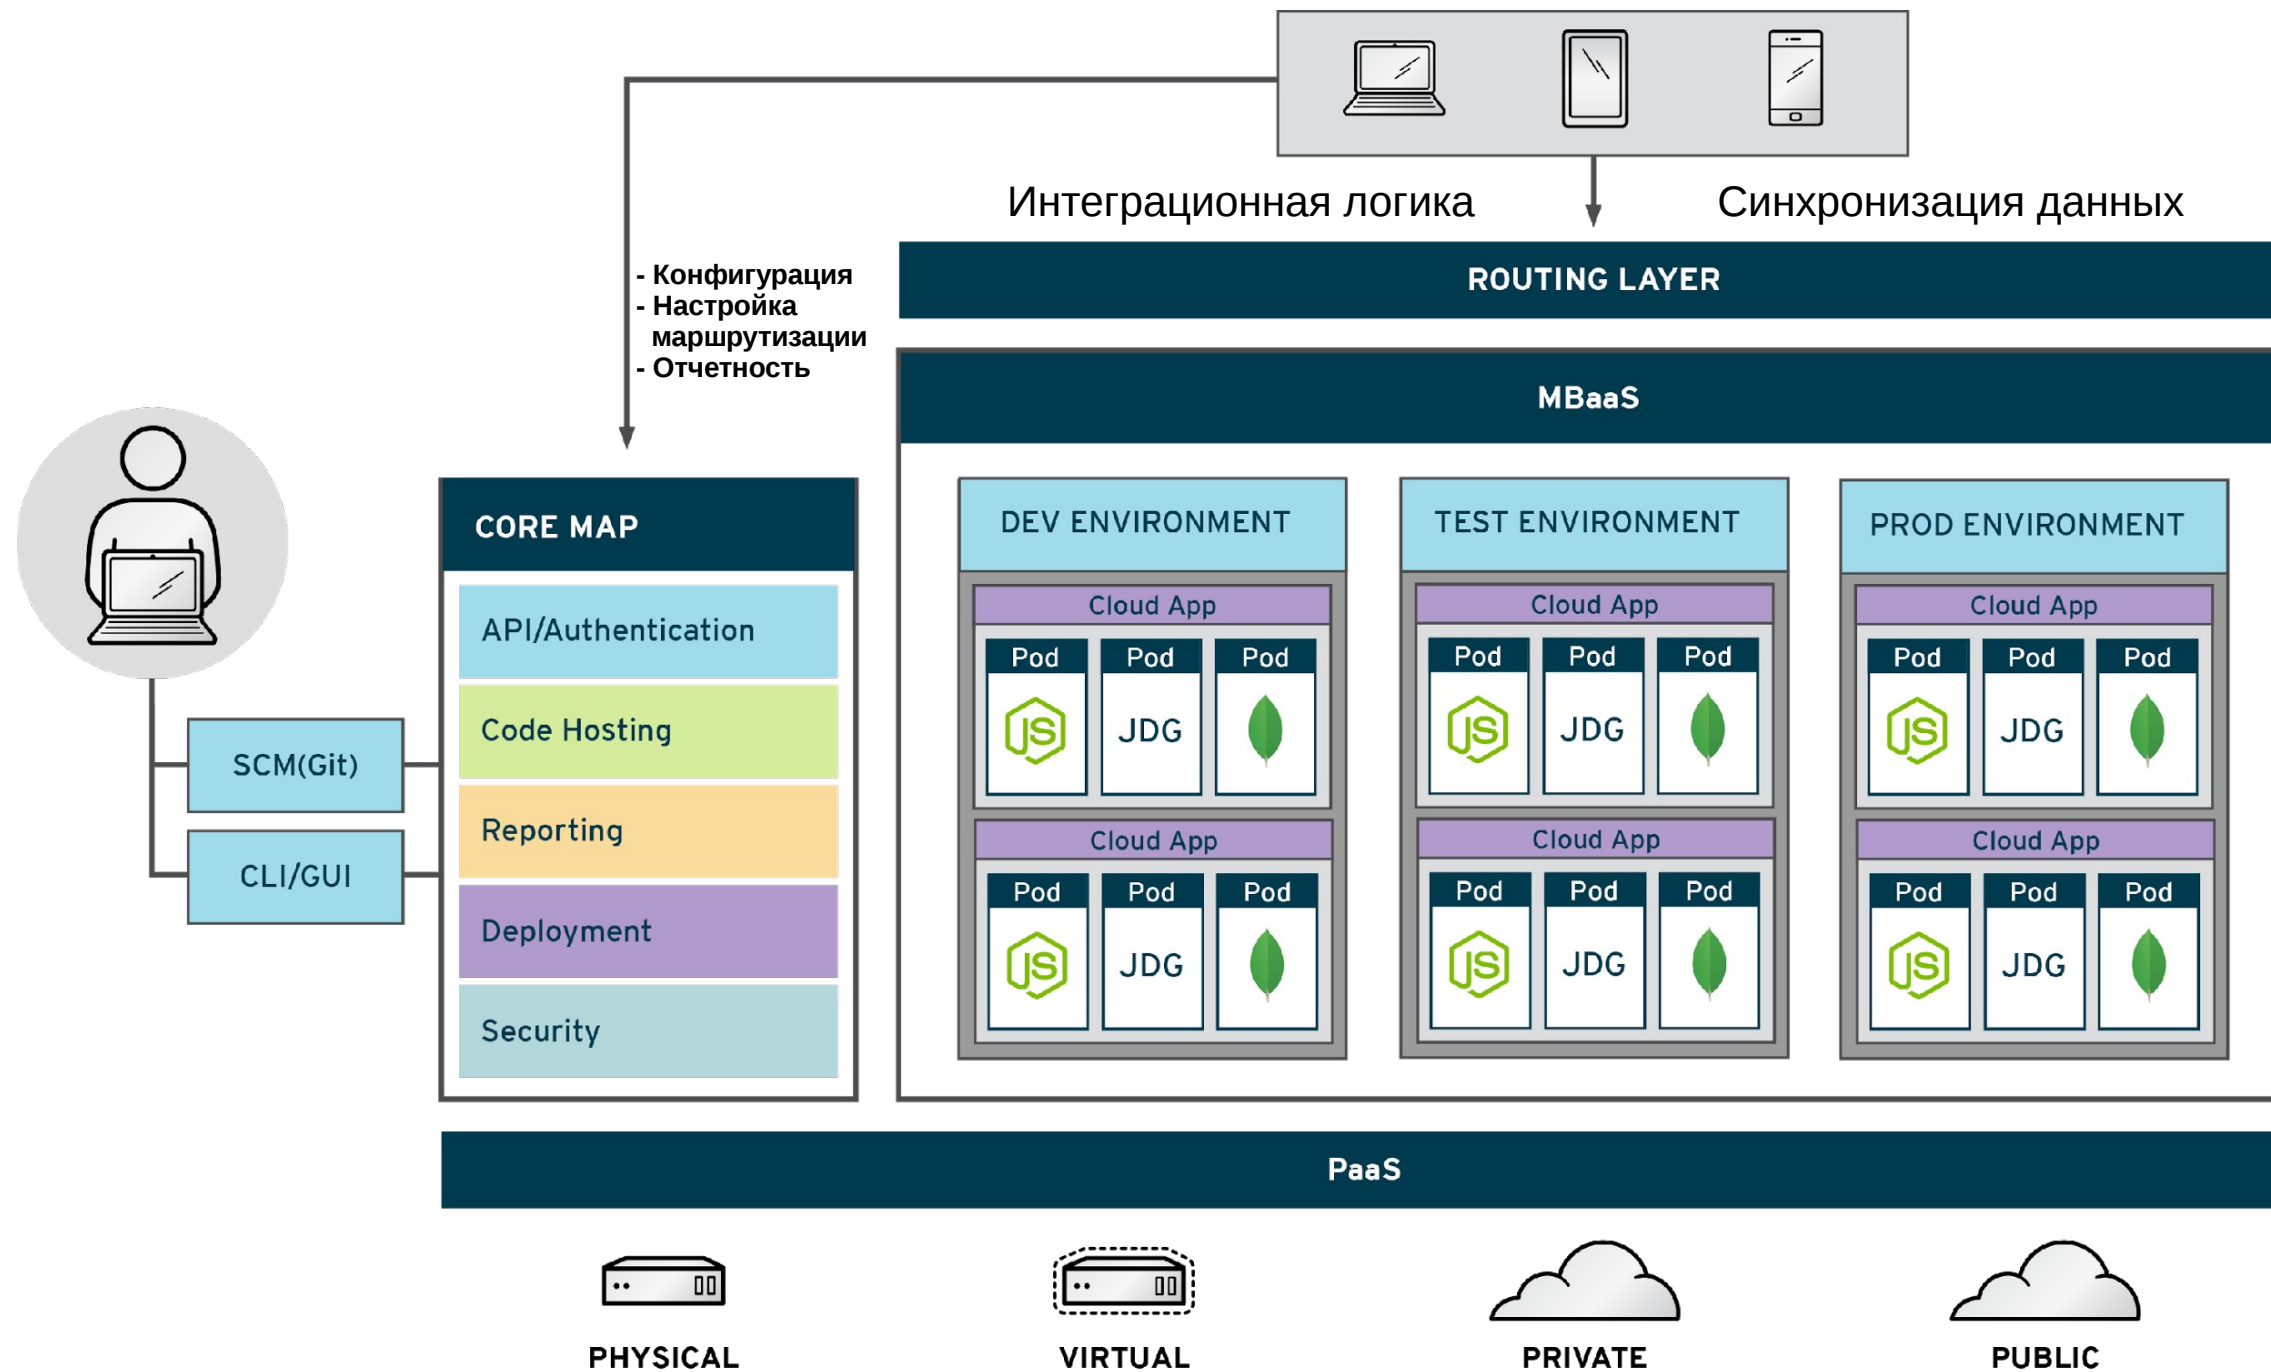 Интеграционная логика
Синхронизация данных
- Конфигурация
- Настройка
маршрутизации
- Отчетность
ROUTING LAYER
MBaaS
CORE MAP
API/Authentication
Code Hosting
Reporting
Deployment
Security
SCM(Git)
CLI/GUI
DEV ENVIRONMENT
Cloud App
Pod Pod Pod
JS JDG
Cloud App
Pod Pod Pod
JS JDG
TEST ENVIRONMENT
Cloud App
Pod Pod Pod
JS JDG
Cloud App
Pod Pod Pod
JS JDG
PROD ENVIRONMENT
Cloud App
Pod Pod Pod
JS JDG
Cloud App
Pod Pod Pod
JS JDG
PaaS
PHYSICAL
VIRTUAL
PRIVATE
PUBLIC